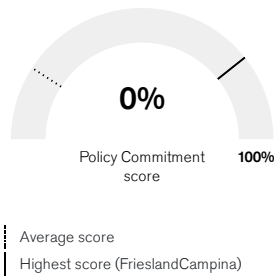 0%
Policy Commitment
score
100%
Average score
Highest score (FrieslandCampina)